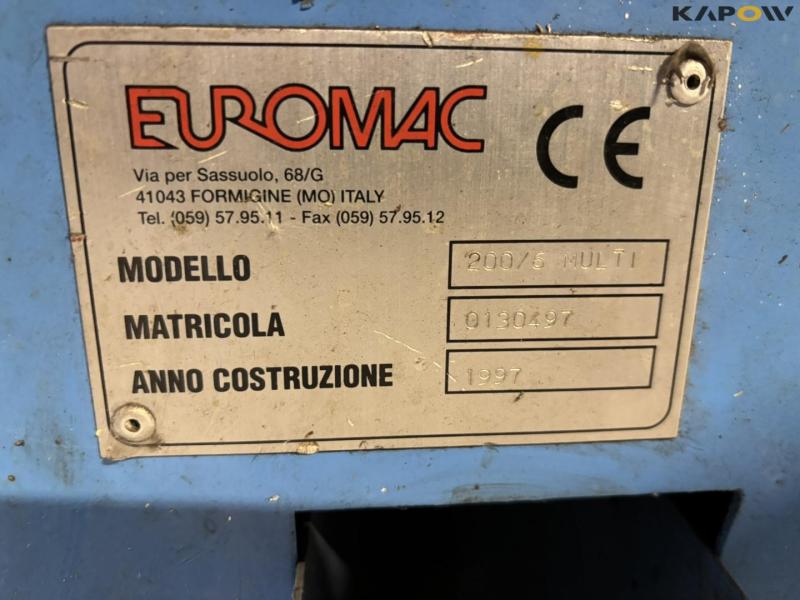 KAPOW
EUROMAC
CE
Via per Sassuolo, 68/G
41043 FORMIGINE (MO) ITALY
Tel. (059) 57.95.11 - Fax (059) 57.95.12
MODELLO 200/6 MULTI
MATRICOLA 0130497
ANNO COSTRUZIONE 1997